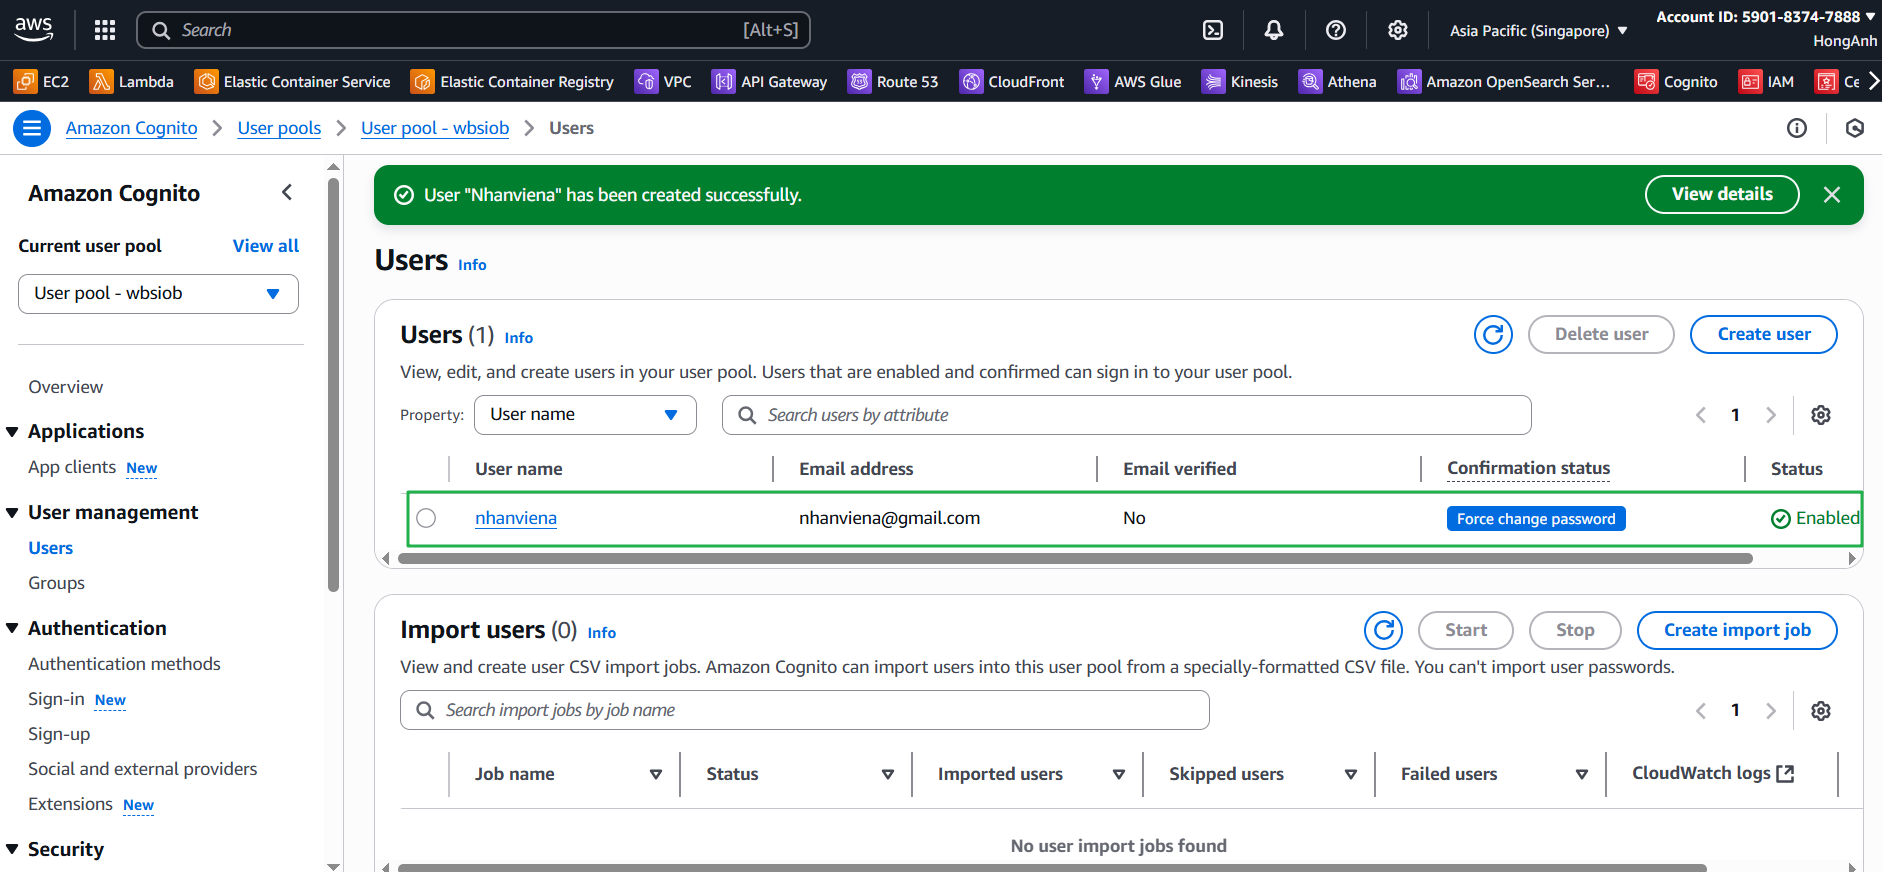 aws
Search [Alt+S]
Asia Pacific (Singapore)
Account ID: 5901-8374-7888
HongAnh
EC2 Lambda Elastic Container Service Elastic Container Registry VPC API Gateway Route 53 CloudFront AWS Glue Kinesis Athena Amazon OpenSearch Ser... Cognito IAM Ce
Amazon Cognito User pools User pool - wbsiob Users
Amazon Cognito
Current user pool View all
User pool - wbsiob
Overview
Applications
App clients New
User management
Users
Groups
Authentication
Authentication methods
Sign-in New
Sign-up
Social and external providers
Extensions New
Security
User "Nhanviena" has been created successfully. View details
Users Info
Users (1) Info
Delete user Create user
View, edit, and create users in your user pool. Users that are enabled and confirmed can sign in to your user pool.
Property: User name Search users by attribute 1
User name Email address Email verified Confirmation status Status
nhanviena nhanviena@gmail.com No Force change password Enabled
Import users (0) Info
Start Stop Create import job
View and create user CSV import jobs. Amazon Cognito can import users into this user pool from a specially-formatted CSV file. You can't import user passwords.
Search import jobs by job name 1
Job name Status Imported users Skipped users Failed users CloudWatch logs
No user import jobs found